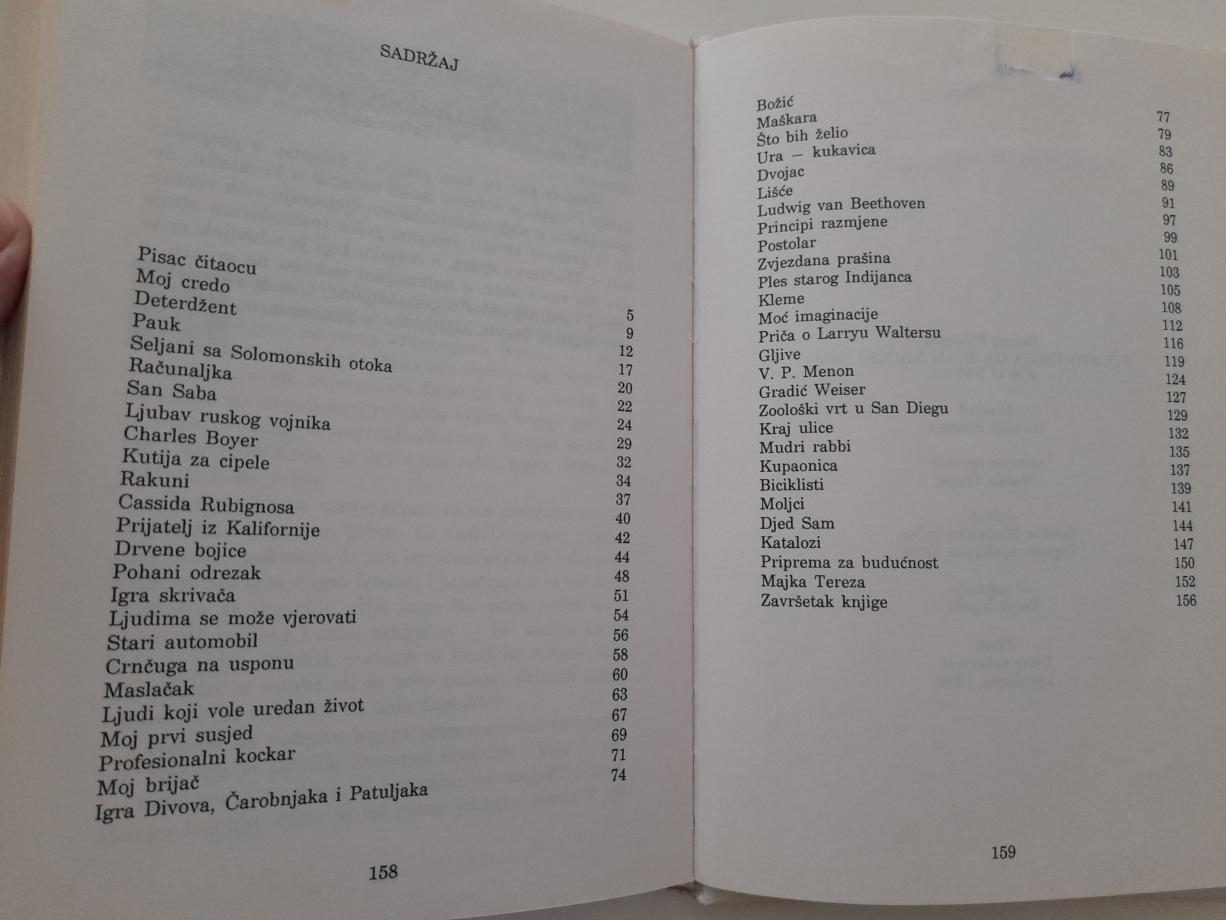 SADRŽAJ
Pisac čitaocu 5
Moj credo 9
Deterdžent 12
Pauk 17
Seljani sa Solomonskih otoka 20
Računaljka 22
San Saba 24
Ljubav ruskog vojnika 29
Charles Boyer 32
Kutija za cipele 34
Rakuni 37
Cassida Rubignosa 40
Prijatelj iz Kalifornije 42
Drvene bojice 44
Pohani odrezak 48
Igra skrivača 51
Ljudima se može vjerovati 54
Stari automobil 56
Crnčuga na usponu 58
Maslačak 60
Ljudi koji vole uredan život 63
Moj prvi susjed 67
Profesionalni kockar 69
Moj brijač 71
Igra Divova, Čarobnjaka i Patuljaka 74
158
Božić 77
Maškara 79
Što bih želio 83
Ura – kukavica 86
Dvojac 89
Lišće 91
Ludwig van Beethoven 97
Principi razmjene 99
Postolar 101
Zvjezdana prašina 103
Ples starog Indijanca 105
Kleme 108
Moć imaginacije 112
Priča o Larryu Waltersu 116
Gljive 119
V. P. Menon 124
Gradić Weiser 127
Zoološki vrt u San Diegu 129
Kraj ulice 132
Mudri rabbi 135
Kupaonica 137
Biciklisti 139
Moljci 141
Djed Sam 144
Katalozi 147
Priprema za budućnost 150
Majka Tereza 152
Završetak knjige 156
159